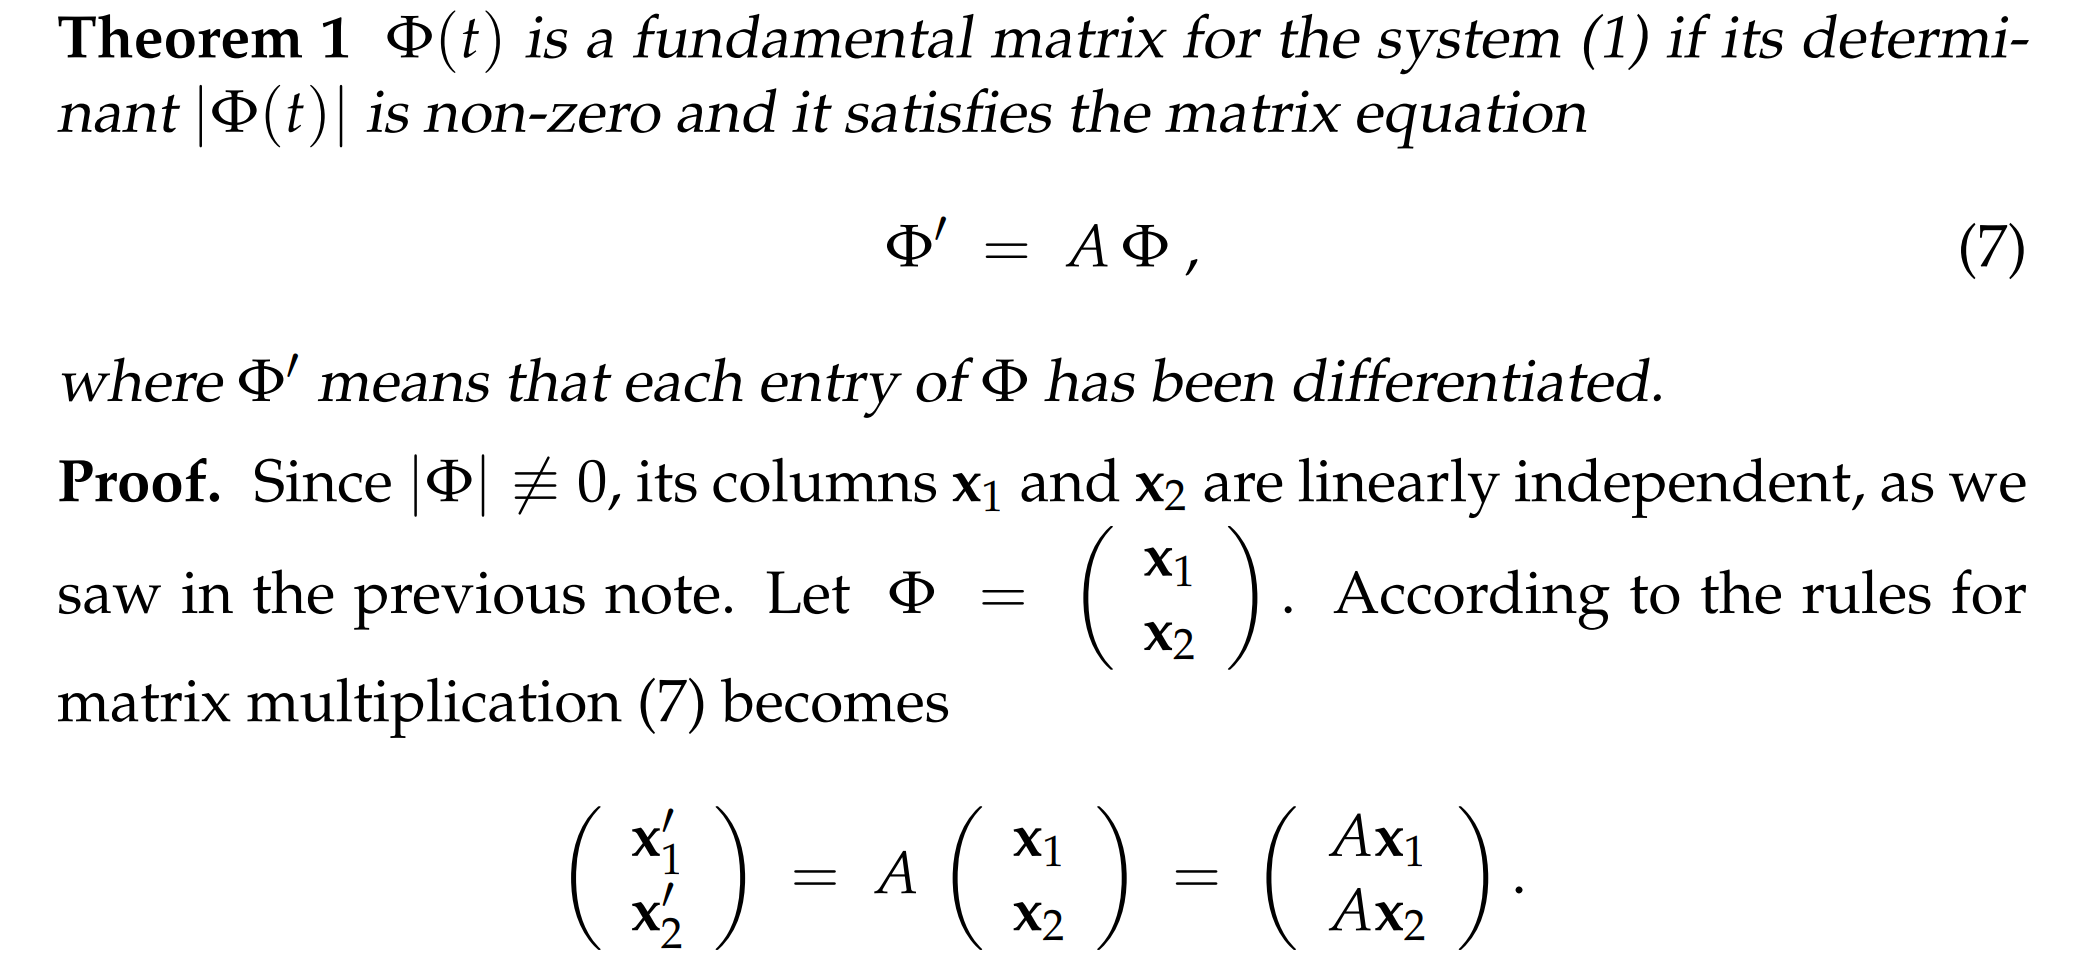 Theorem 1 Φ(t) is a fundamental matrix for the system (1) if its determi-
nant |Φ(t)| is non-zero and it satisfies the matrix equation
Φ′ = A Φ , (7)
where Φ′ means that each entry of Φ has been differentiated.
Proof. Since |Φ| ≢ 0, its columns x₁ and x₂ are linearly independent, as we
saw in the previous note. Let Φ = ( x₁ x₂ ) . According to the rules for
matrix multiplication (7) becomes
( x₁′ x₂′ ) = A ( x₁ x₂ ) = ( Ax₁ Ax₂ ) .